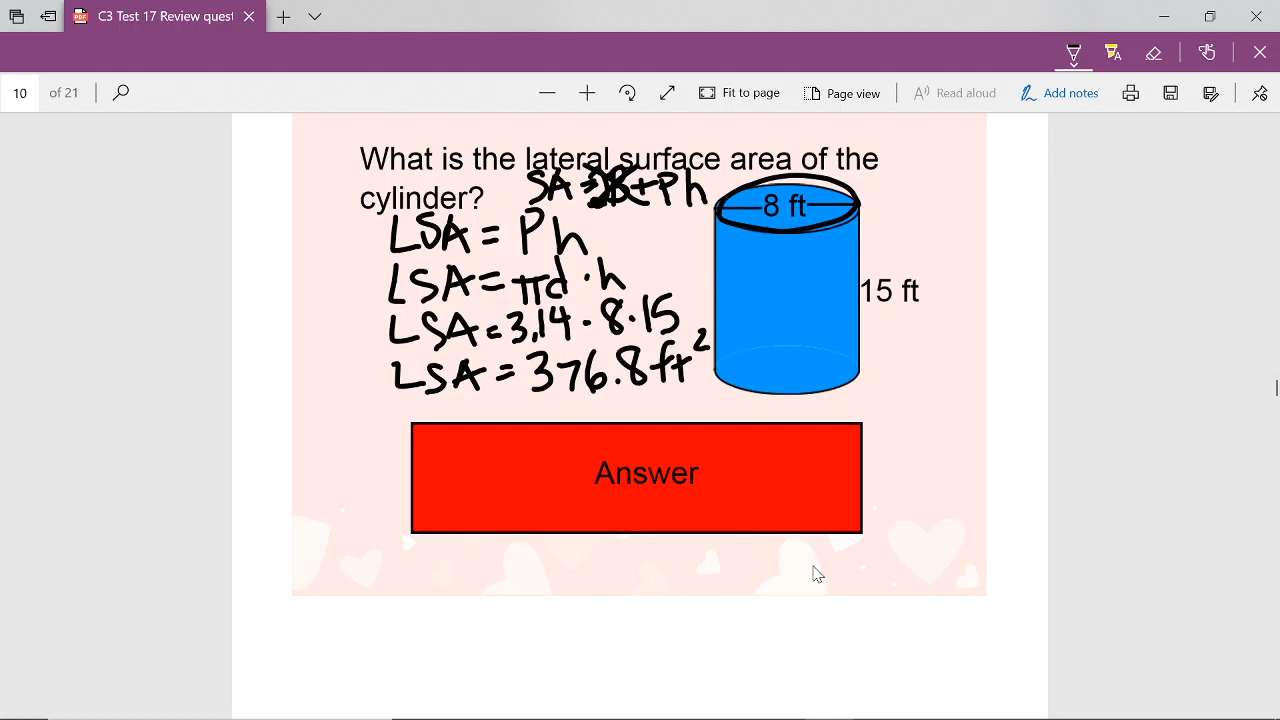 C3 Test 17 Review quest
10 of 21 Fit to page Page view Read aloud Add notes
What is the lateral surface area of the
cylinder?
SA = 2B + Ph
8 ft
LSA = Ph
LSA = πd · h
15 ft
LSA = 3.14 · 8 · 15
LSA = 376.8 ft²
Answer